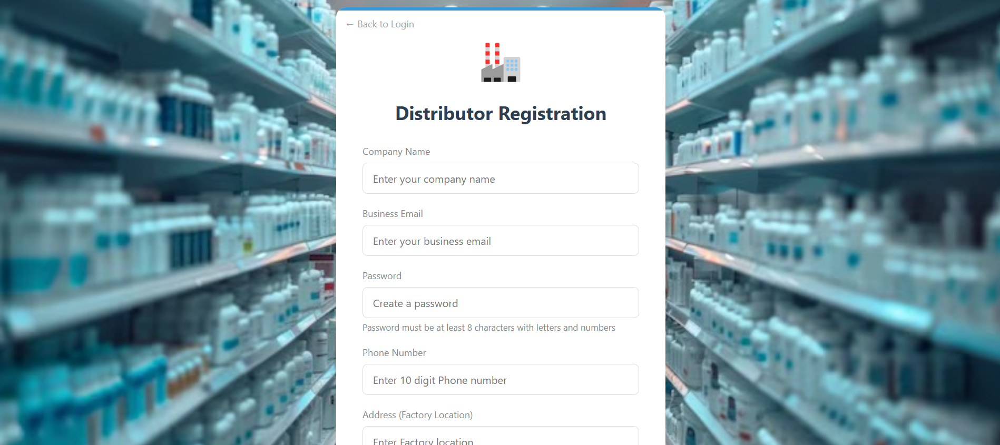 ← Back to Login
Distributor Registration
Company Name
Enter your company name
Business Email
Enter your business email
Password
Create a password
Password must be at least 8 characters with letters and numbers
Phone Number
Enter 10 digit Phone number
Address (Factory Location)
Enter Factory location